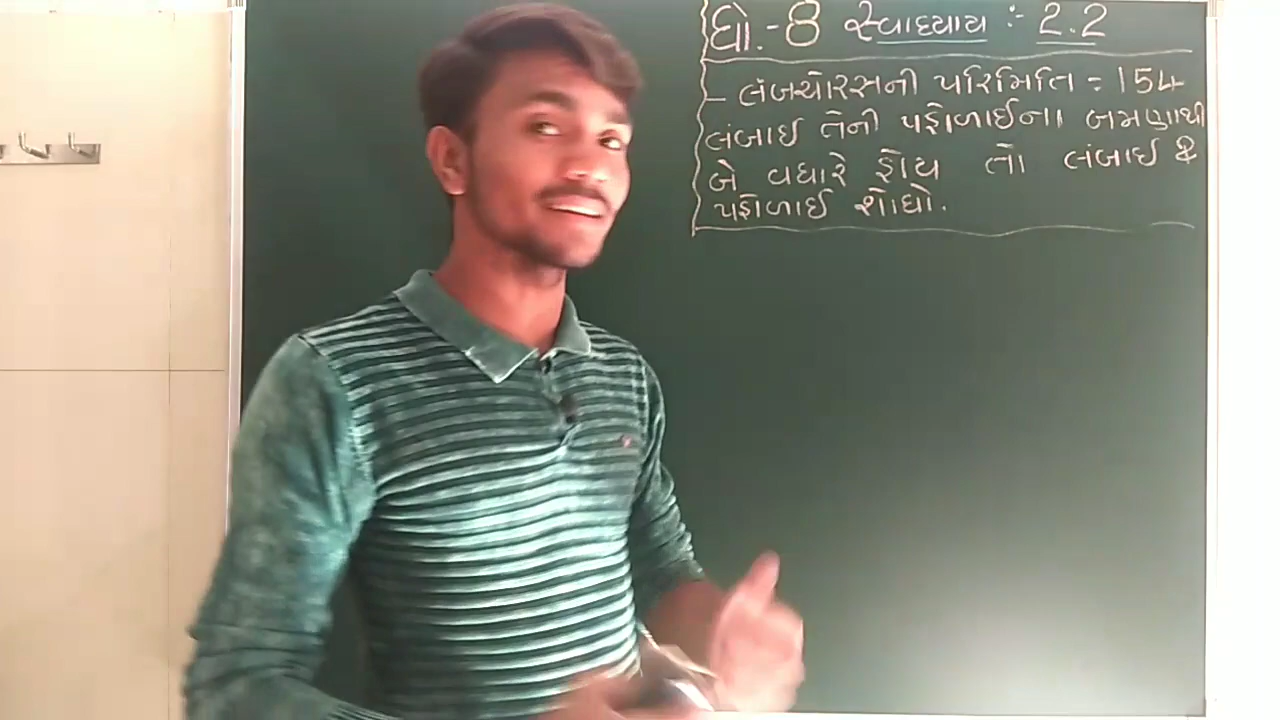 ધો.-8 સ્વાધ્યાય :- 2.2
- લંબચોરસની પરિમિતિ = 154
લંબાઈ તેની પહોળાઈના બમણાથી
બે વધારે હોય તો લંબાઈ &
પહોળાઈ શોધો.